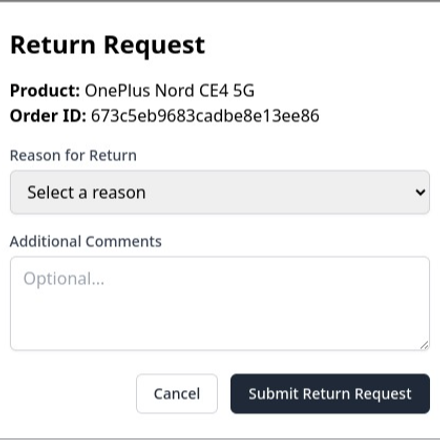 Return Request
Product: OnePlus Nord CE4 5G
Order ID: 673c5eb9683cadbe8e13ee86
Reason for Return
Select a reason
Additional Comments
Optional...
Cancel Submit Return Request